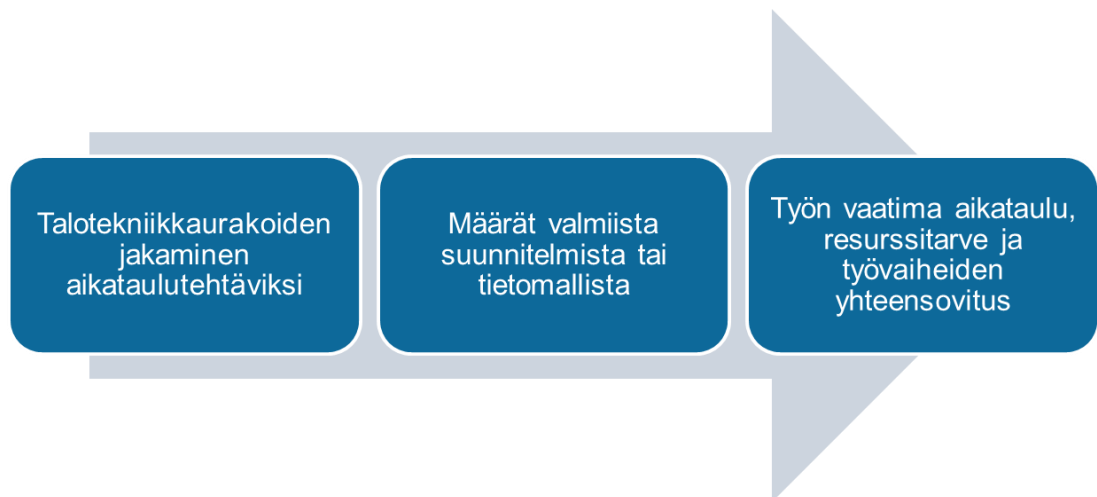 Talotekniikkaurakoiden
jakaminen
aikataulutehtäviksi
Määrät valmiista
suunnitelmista tai
tietomallista
Työn vaatima aikataulu,
resurssitarve ja
työvaiheiden
yhteensovitus